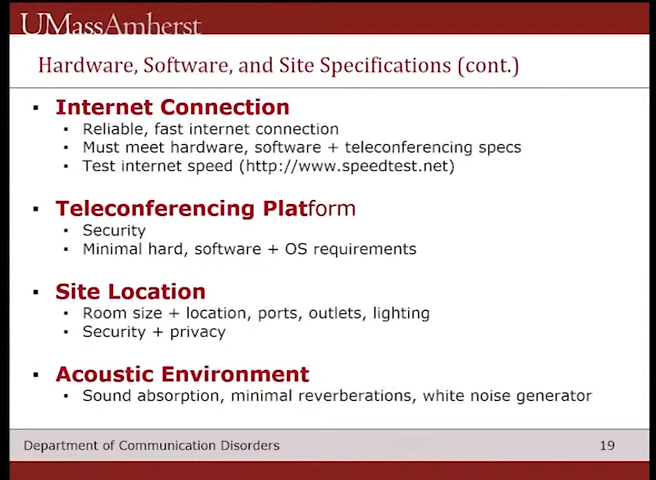 UMassAmherst
Hardware, Software, and Site Specifications (cont.)
▪ Internet Connection
▪ Reliable, fast internet connection
▪ Must meet hardware, software + teleconferencing specs
▪ Test internet speed (http://www.speedtest.net)
▪ Teleconferencing Platform
▪ Security
▪ Minimal hard, software + OS requirements
▪ Site Location
▪ Room size + location, ports, outlets, lighting
▪ Security + privacy
▪ Acoustic Environment
▪ Sound absorption, minimal reverberations, white noise generator
Department of Communication Disorders 19